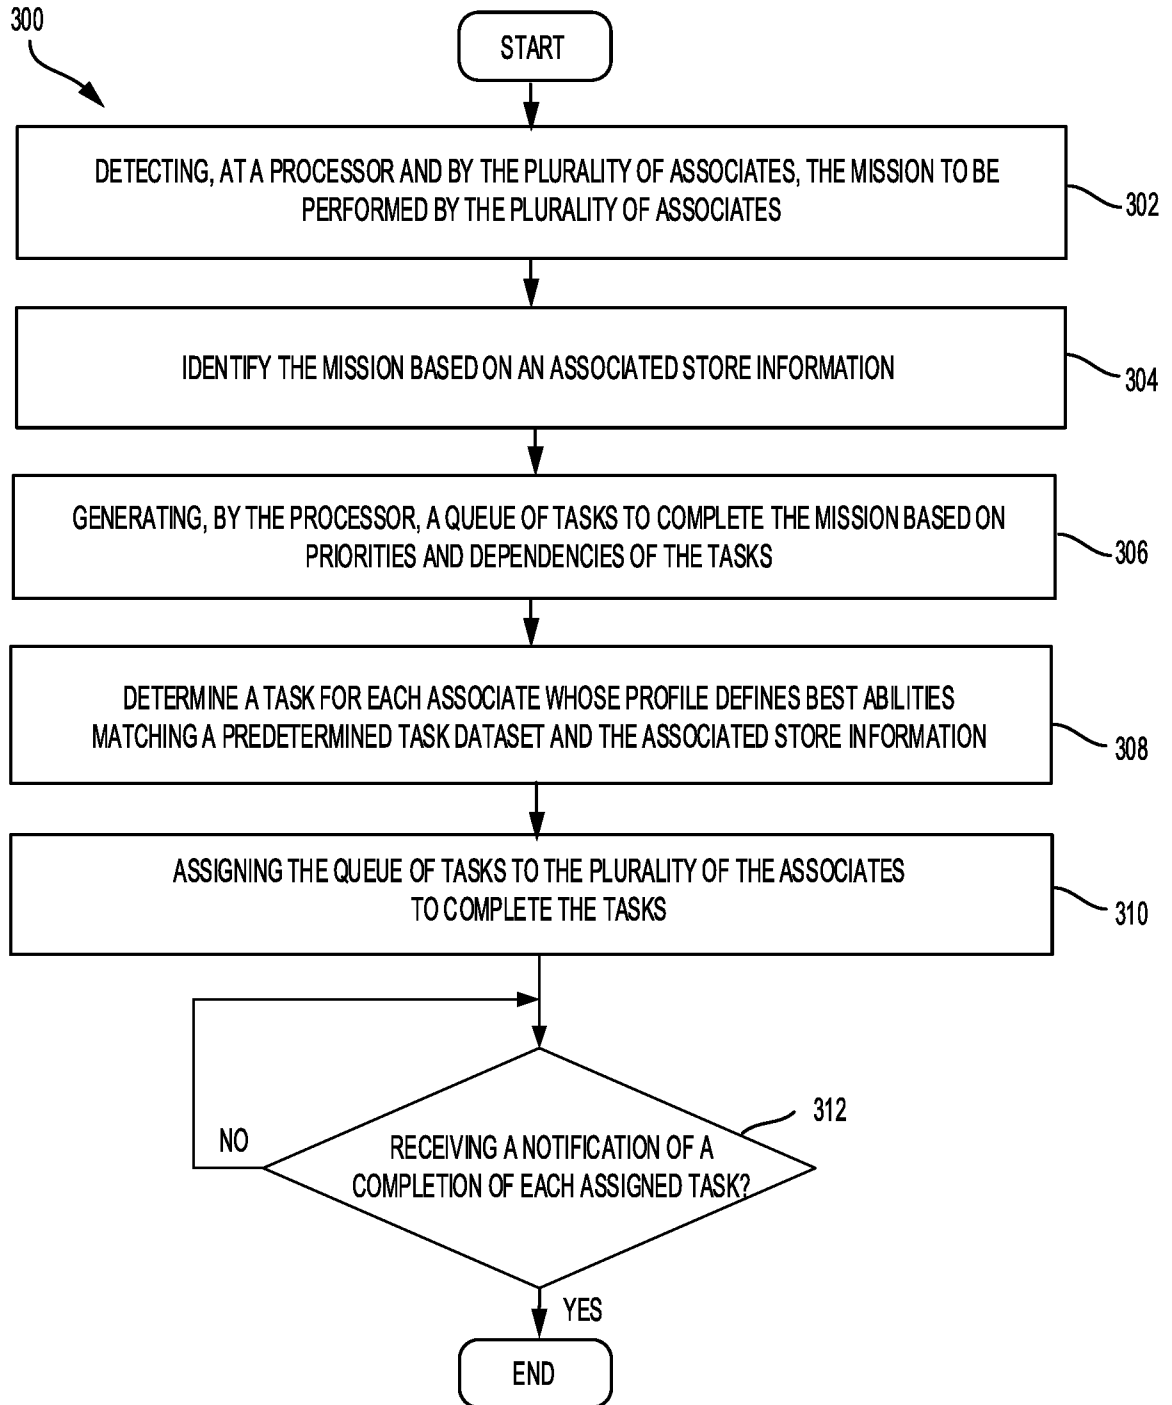 300
START
DETECTING, AT A PROCESSOR AND BY THE PLURALITY OF ASSOCIATES, THE MISSION TO BE
PERFORMED BY THE PLURALITY OF ASSOCIATES
302
IDENTIFY THE MISSION BASED ON AN ASSOCIATED STORE INFORMATION
304
GENERATING, BY THE PROCESSOR, A QUEUE OF TASKS TO COMPLETE THE MISSION BASED ON
PRIORITIES AND DEPENDENCIES OF THE TASKS
306
DETERMINE A TASK FOR EACH ASSOCIATE WHOSE PROFILE DEFINES BEST ABILITIES
MATCHING A PREDETERMINED TASK DATASET AND THE ASSOCIATED STORE INFORMATION
308
ASSIGNING THE QUEUE OF TASKS TO THE PLURALITY OF THE ASSOCIATES
TO COMPLETE THE TASKS
310
312
NO
RECEIVING A NOTIFICATION OF A
COMPLETION OF EACH ASSIGNED TASK?
YES
END